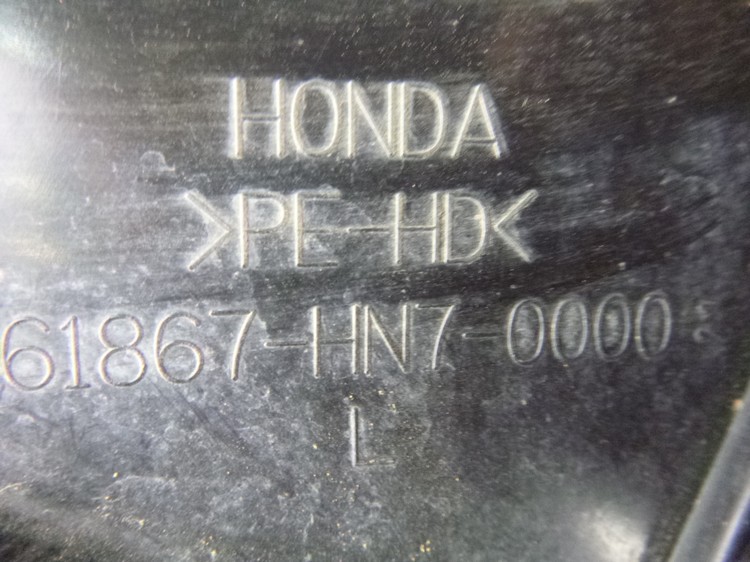 HONDA
>PE-HD<
61867-HN7-0000
L